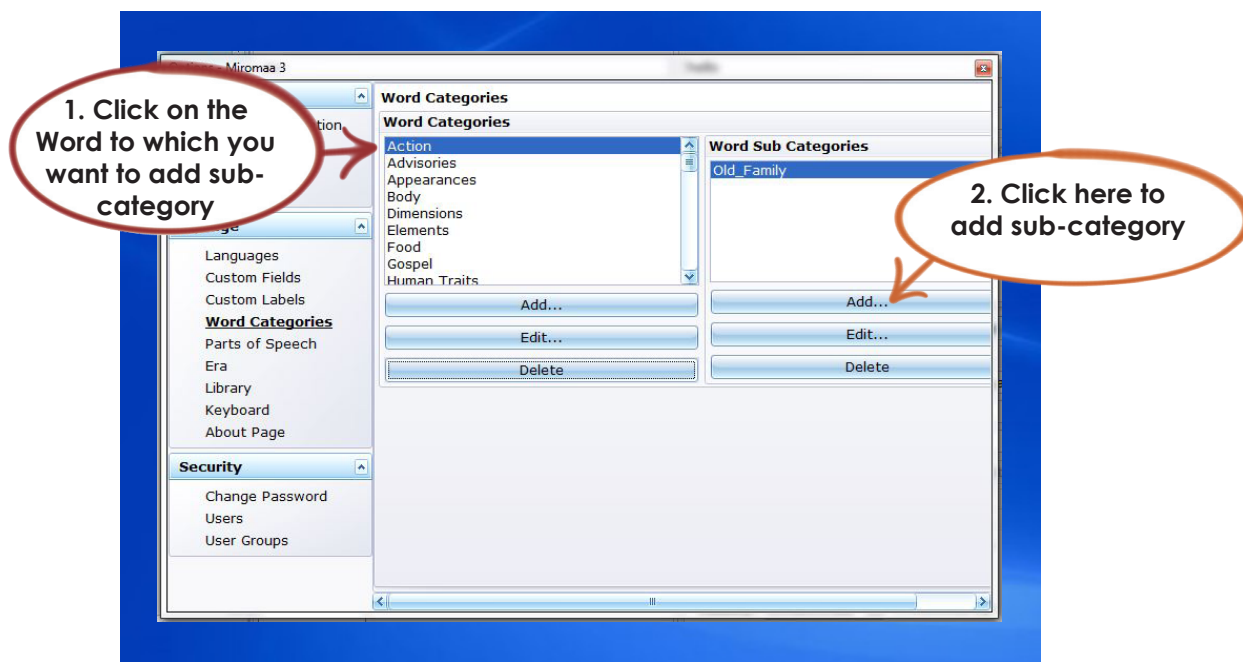 Miromaa 3
hello
1. Click on the
Word to which you
want to add sub-
category
tion
Languages
Custom Fields
Custom Labels
Word Categories
Parts of Speech
Era
Library
Keyboard
About Page
Security
Change Password
Users
User Groups
Word Categories
Word Categories
Action
Advisories
Appearances
Body
Dimensions
Elements
Food
Gospel
Human Traits
Add...
Edit...
Delete
Word Sub Categories
Old_Family
2. Click here to
add sub-category
Add...
Edit...
Delete